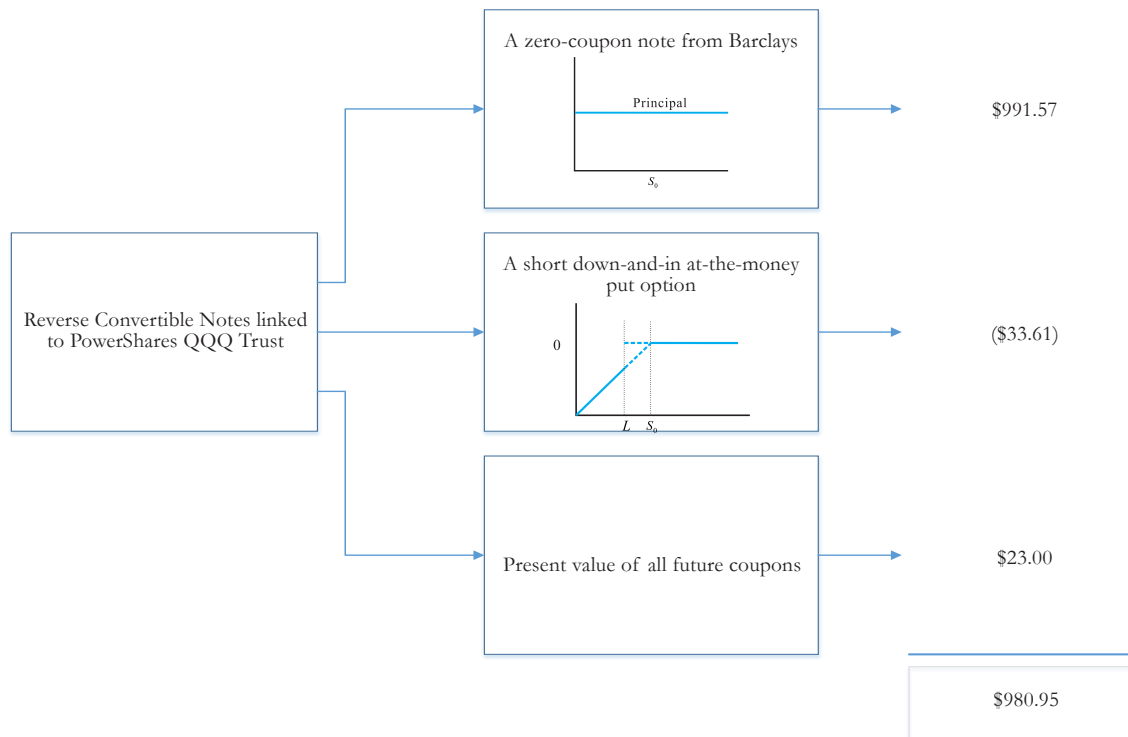 A zero-coupon note from Barclays
Principal
S₀
$991.57
Reverse Convertible Notes linked
to PowerShares QQQ Trust
A short down-and-in at-the-money
put option
0
L S₀
($33.61)
Present value of all future coupons
$23.00
$980.95